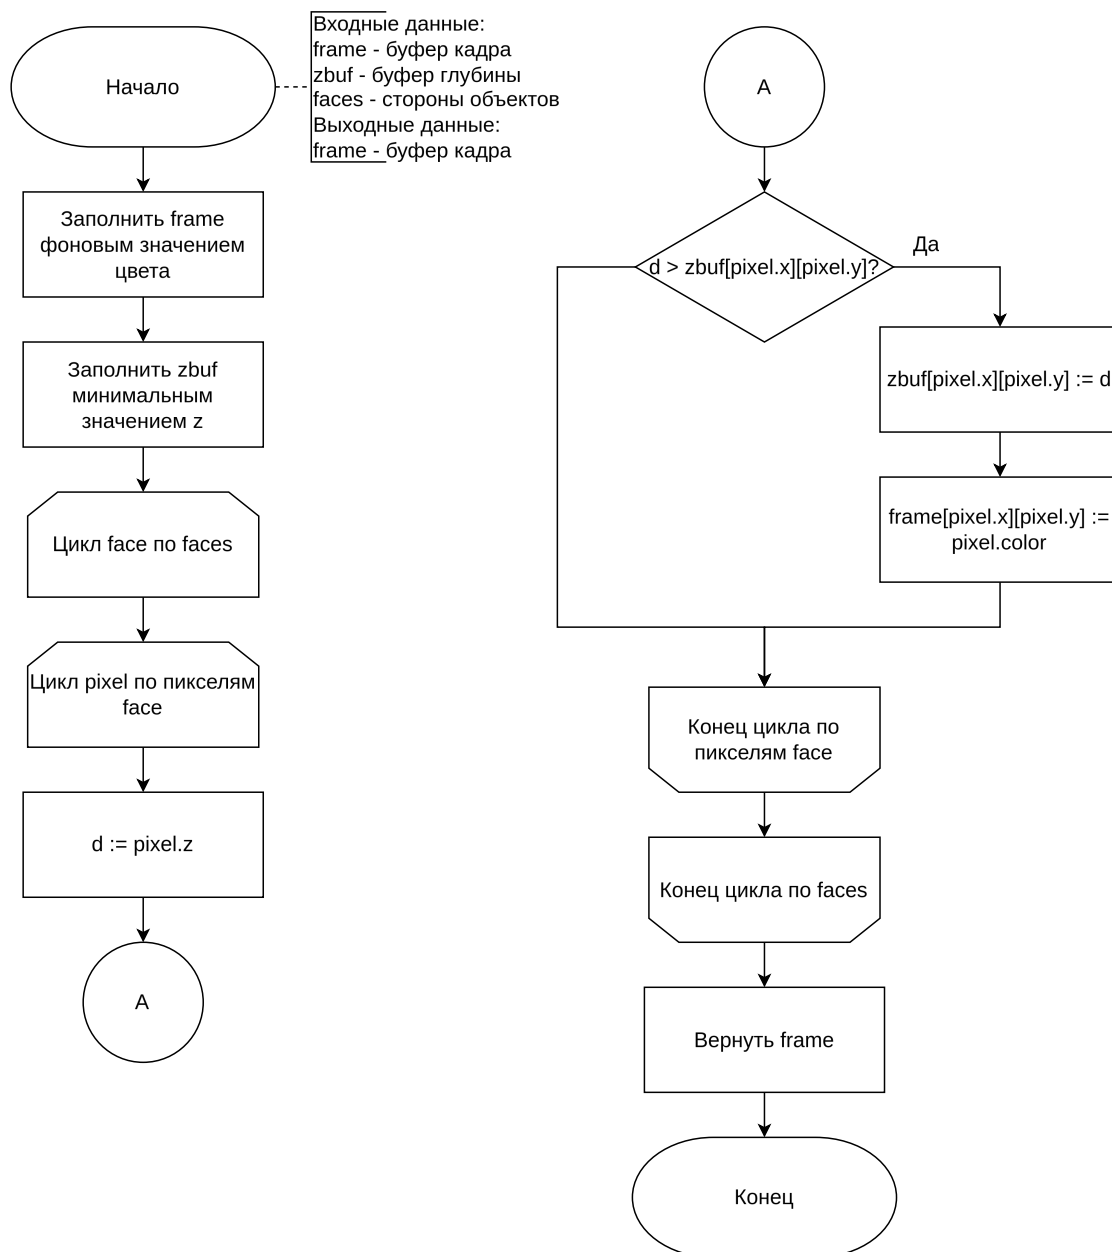 Начало
Входные данные:
frame - буфер кадра
zbuf - буфер глубины
faces - стороны объектов
Выходные данные:
frame - буфер кадра
Заполнить frame
фоновым значением
цвета
Заполнить zbuf
минимальным
значением z
Цикл face по faces
Цикл pixel по пикселям
face
d := pixel.z
A
A
d > zbuf[pixel.x][pixel.y]?
Да
zbuf[pixel.x][pixel.y] := d
frame[pixel.x][pixel.y] :=
pixel.color
Конец цикла по
пикселям face
Конец цикла по faces
Вернуть frame
Конец